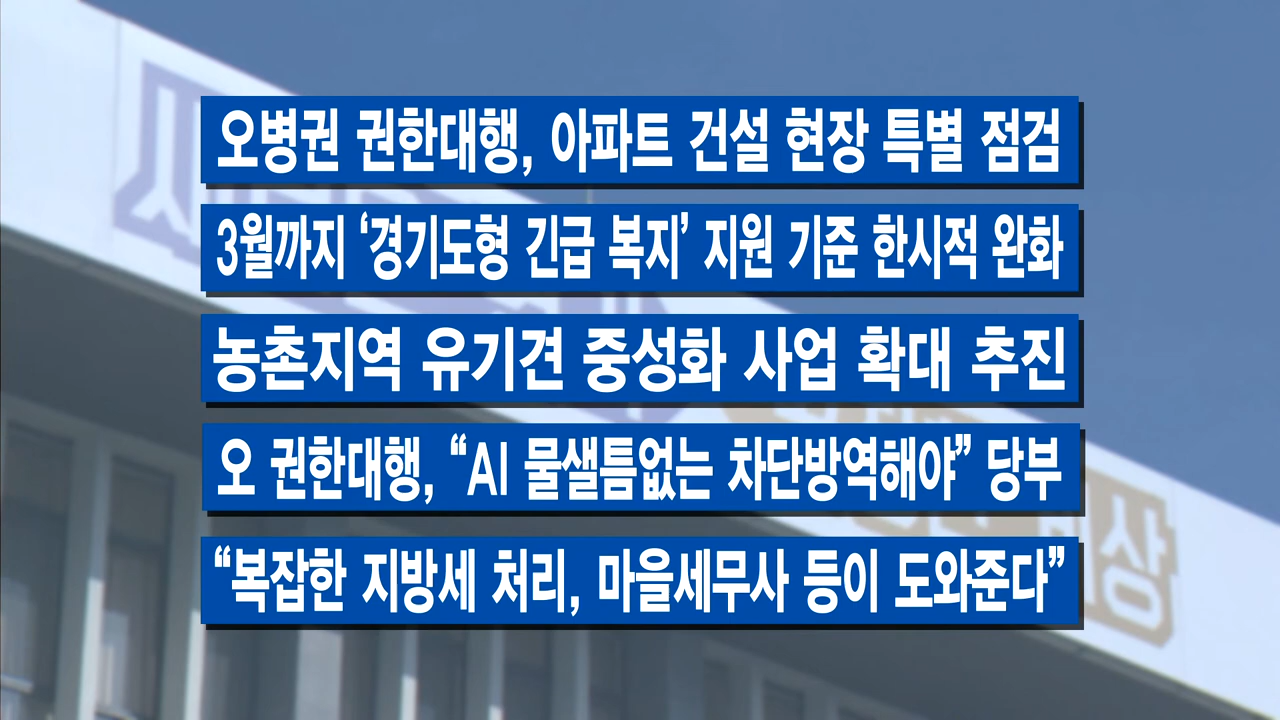 오병권 권한대행, 아파트 건설 현장 특별 점검
3월까지 ‘경기도형 긴급 복지’ 지원 기준 한시적 완화
농촌지역 유기견 중성화 사업 확대 추진
오 권한대행, “AI 물샐틈없는 차단방역해야” 당부
“복잡한 지방세 처리, 마을세무사 등이 도와준다”